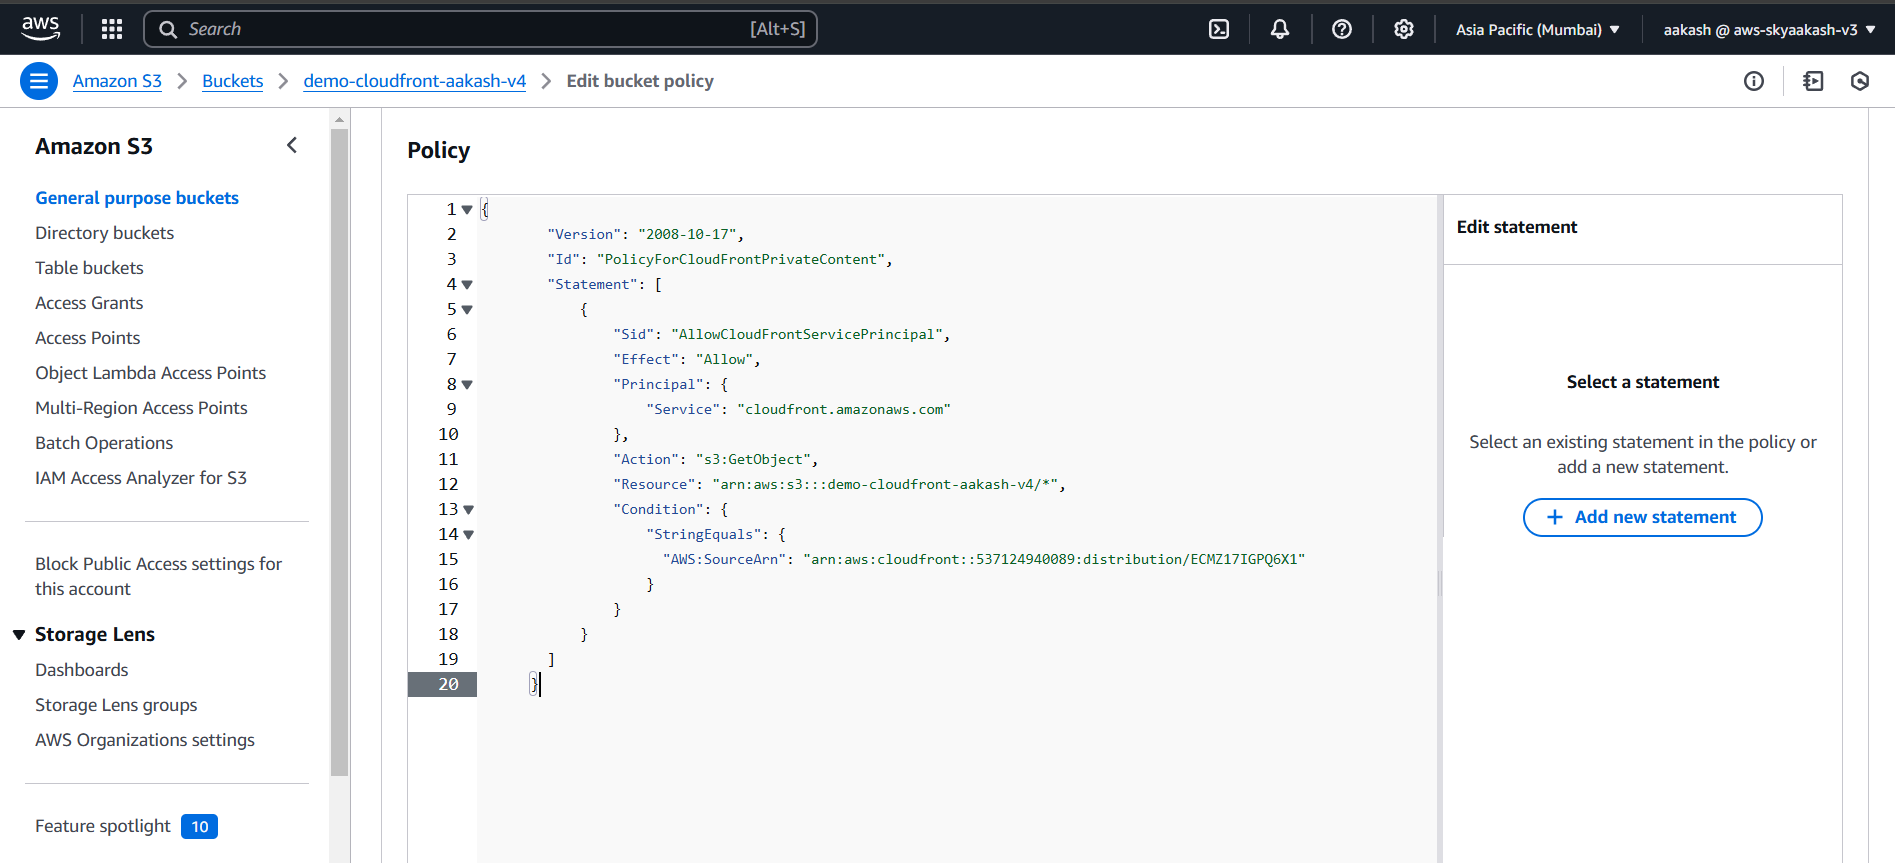 aws
Search [Alt+S]
Asia Pacific (Mumbai)
aakash @ aws-skyaakash-v3
Amazon S3 > Buckets > demo-cloudfront-aakash-v4 > Edit bucket policy
Amazon S3
General purpose buckets
Directory buckets
Table buckets
Access Grants
Access Points
Object Lambda Access Points
Multi-Region Access Points
Batch Operations
IAM Access Analyzer for S3
Block Public Access settings for
this account
Storage Lens
Dashboards
Storage Lens groups
AWS Organizations settings
Feature spotlight 10
Policy
1 {
2 "Version": "2008-10-17",
3 "Id": "PolicyForCloudFrontPrivateContent",
4 "Statement": [
5 {
6 "Sid": "AllowCloudFrontServicePrincipal",
7 "Effect": "Allow",
8 "Principal": {
9 "Service": "cloudfront.amazonaws.com"
10 },
11 "Action": "s3:GetObject",
12 "Resource": "arn:aws:s3:::demo-cloudfront-aakash-v4/*",
13 "Condition": {
14 "StringEquals": {
15 "AWS:SourceArn": "arn:aws:cloudfront::537124940089:distribution/ECMZ17IGPQ6X1"
16 }
17 }
18 }
19 ]
20 }
Edit statement
Select a statement
Select an existing statement in the policy or
add a new statement.
+ Add new statement